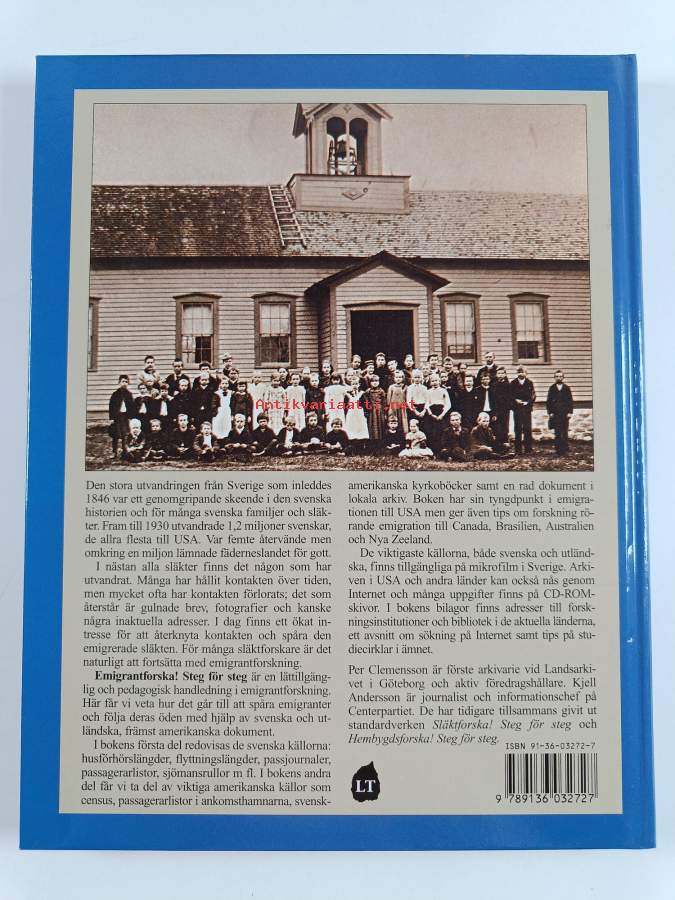 Antikvariaatti.net
Den stora utvandringen från Sverige som inleddes
1846 var ett genomgripande skeende i den svenska
historien och för många svenska familjer och släk-
ter. Fram till 1930 utvandrade 1,2 miljoner svenskar,
de allra flesta till USA. Var femte återvände men
omkring en miljon lämnade fäderneslandet för gott.
I nästan alla släkter finns det någon som har
utvandrat. Många har hållit kontakten över tiden,
men mycket ofta har kontakten förlorats; det som
återstår är gulnade brev, fotografier och kanske
några inaktuella adresser. I dag finns ett ökat in-
tresse för att återknyta kontakten och spåra den
emigrerade släkten. För många släktforskare är det
naturligt att fortsätta med emigrantforskning.
Emigrantforska! Steg för steg är en lättillgäng-
lig och pedagogisk handledning i emigrantforskning.
Här får vi veta hur det går till att spåra emigranter
och följa deras öden med hjälp av svenska och ut-
ländska, främst amerikanska dokument.
I bokens första del redovisas de svenska källorna:
husförhörslängder, flyttningslängder, passjournaler,
passagerarlistor, sjömansrullor m fl. I bokens andra
del får vi ta del av viktiga amerikanska källor som
census, passagerarlistor i ankomsthamnarna, svensk-
amerikanska kyrkoböcker samt en rad dokument i
lokala arkiv. Boken har sin tyngdpunkt i emigra-
tionen till USA men ger även tips om forskning rö-
rande emigration till Canada, Brasilien, Australien
och Nya Zeeland.
De viktigaste källorna, både svenska och utländ-
ska, finns tillgängliga på mikrofilm i Sverige. Arki-
ven i USA och andra länder kan också nås genom
Internet och många uppgifter finns på CD-ROM-
skivor. I bokens bilagor finns adresser till forsk-
ningsinstitutioner och bibliotek i de aktuella länderna,
ett avsnitt om sökning på Internet samt tips på stu-
diecirklar i ämnet.
Per Clemensson är förste arkivarie vid Landsarki-
vet i Göteborg och aktiv föredragshållare. Kjell
Andersson är journalist och informationschef på
Centerpartiet. De har tidigare tillsammans givit ut
standardverken Släktforska! Steg för steg och
Hembygdsforska! Steg för steg.
ISBN 91-36-03272-7
LT
9 789136 032727